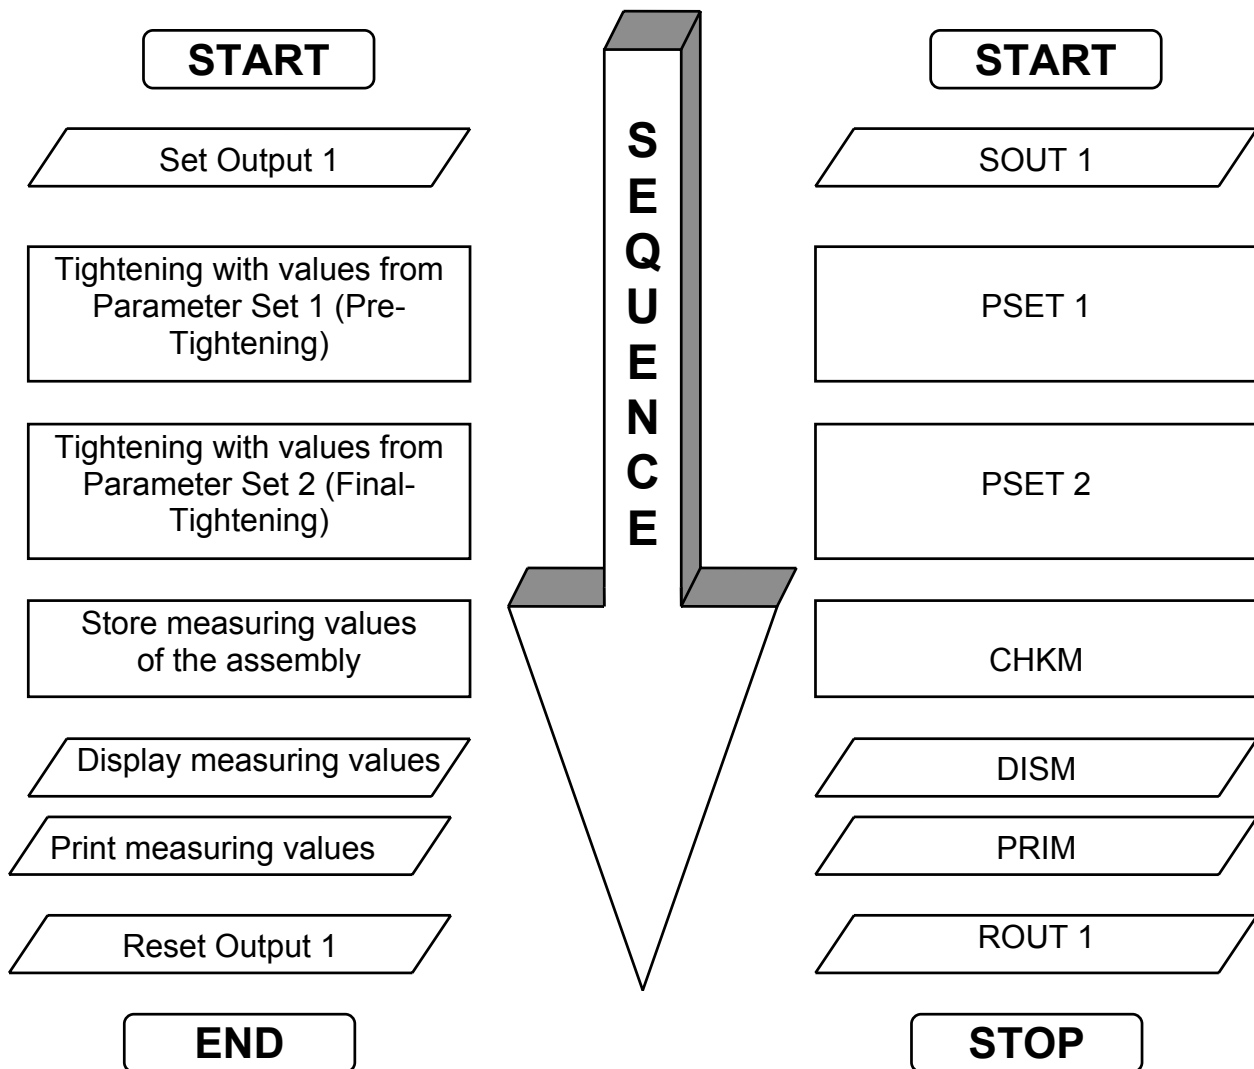 START
Set Output 1
Tightening with values from
Parameter Set 1 (Pre-
Tightening)
Tightening with values from
Parameter Set 2 (Final-
Tightening)
Store measuring values
of the assembly
Display measuring values
Print measuring values
Reset Output 1
END
SEQUENCE
START
SOUT 1
PSET 1
PSET 2
CHKM
DISM
PRIM
ROUT 1
STOP